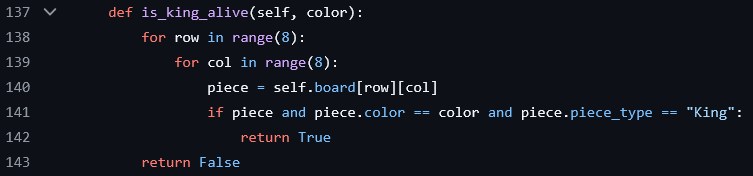 137 def is_king_alive(self, color):
138 for row in range(8):
139 for col in range(8):
140 piece = self.board[row][col]
141 if piece and piece.color == color and piece.piece_type == "King":
142 return True
143 return False